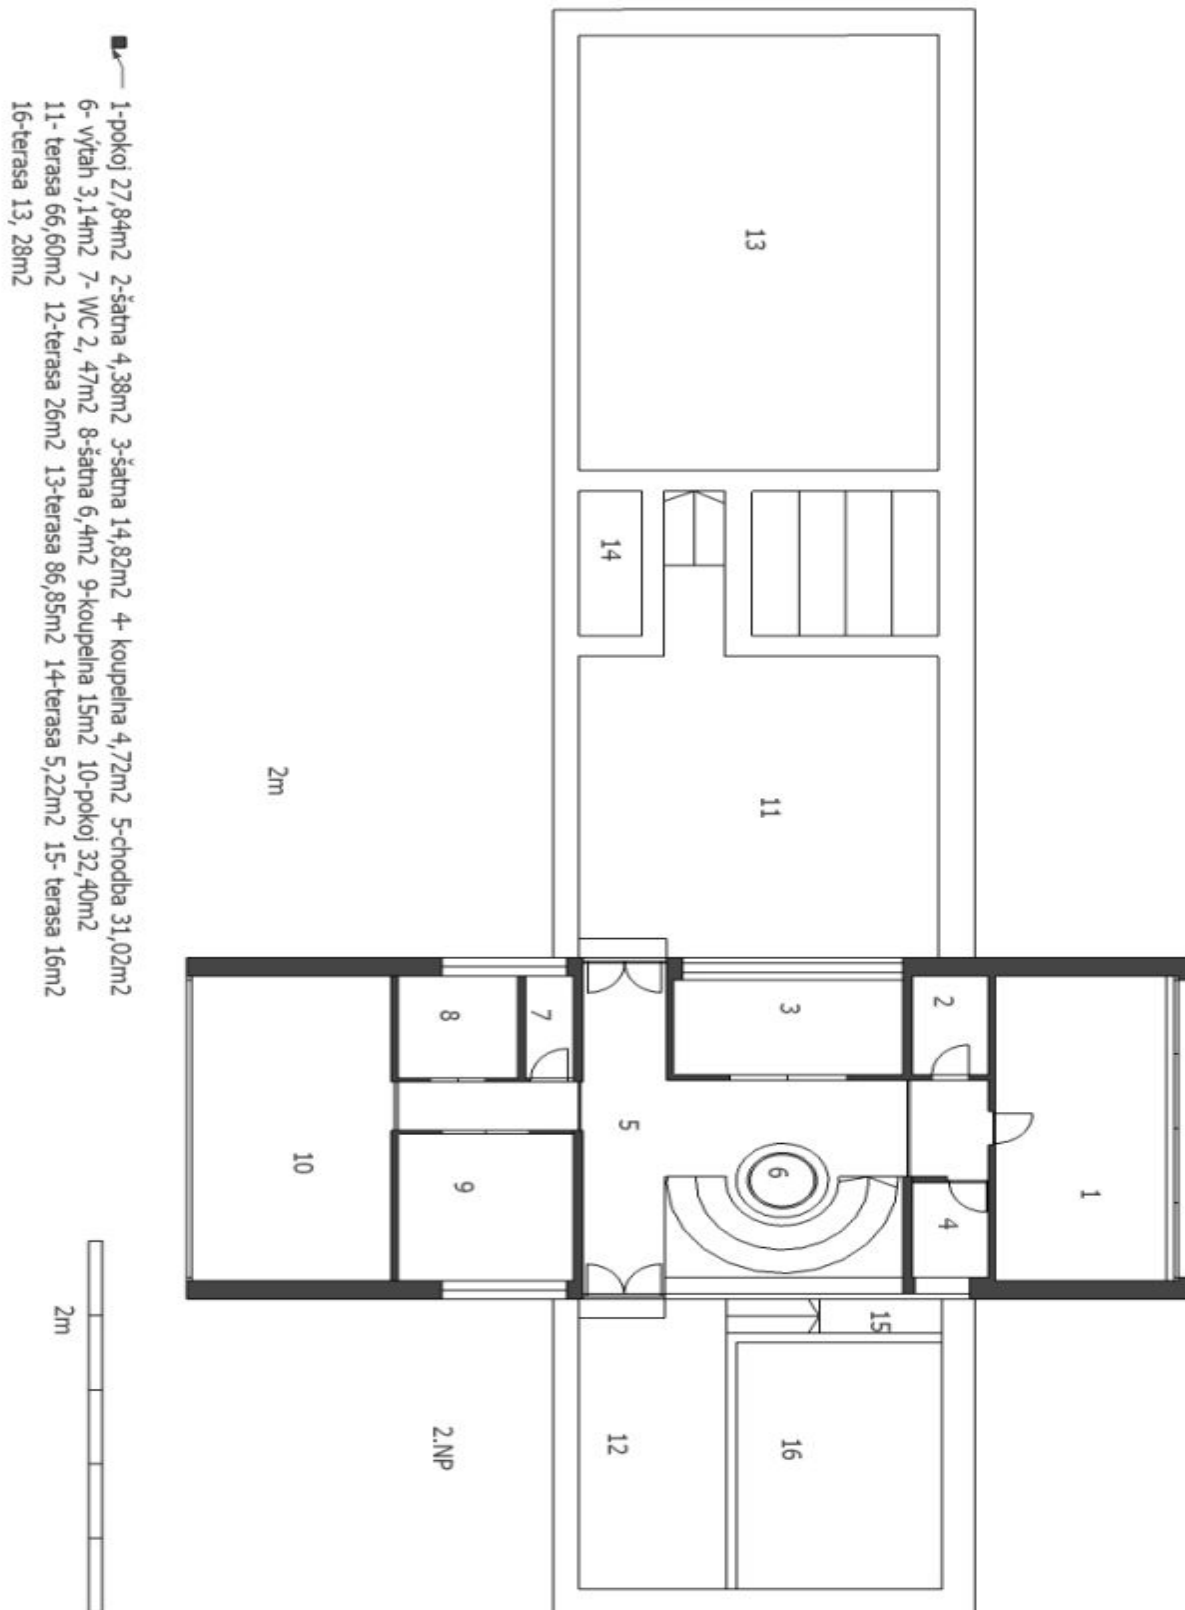 1-pokoj 27,84m2 2-šatna 4,38m2 3-šatna 14,82m2 4- koupelna 4,72m2 5-chodba 31,02m2
6- výtah 3,14m2 7- WC 2, 47m2 8-šatna 6,4m2 9-koupelna 15m2 10-pokoj 32,40m2
11- terasa 66,60m2 12-terasa 26m2 13-terasa 86,85m2 14-terasa 5,22m2 15- terasa 16m2
16-terasa 13, 28m2
13
14
11
2m
8
7
3
2
5
10
9
6
4
1
15
2m
2.NP
12
16